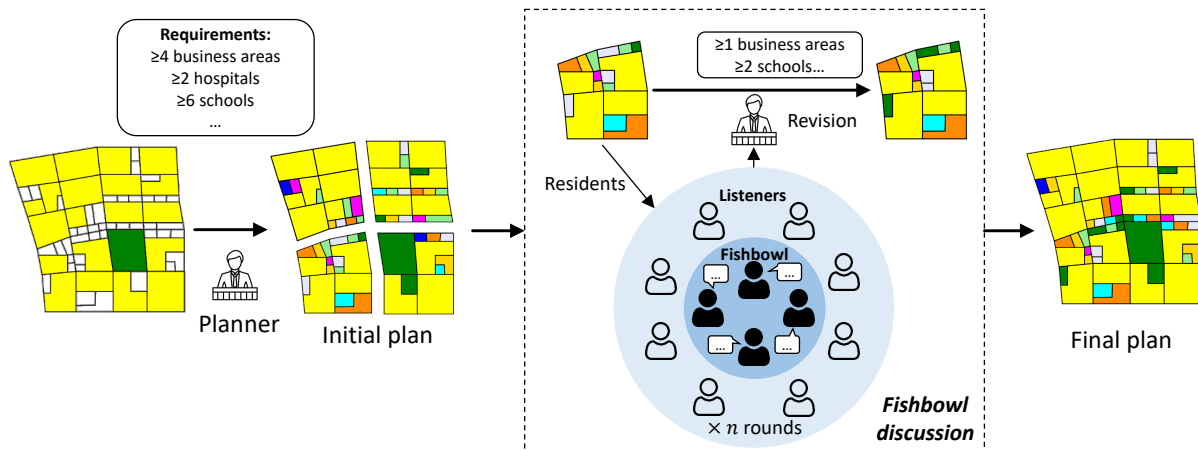 Requirements:
≥4 business areas
≥2 hospitals
≥6 schools
...
Planner
Initial plan
≥1 business areas
≥2 schools...
Revision
Residents
Listeners
Fishbowl
...
...
...
...
× n rounds
Fishbowl
discussion
Final plan